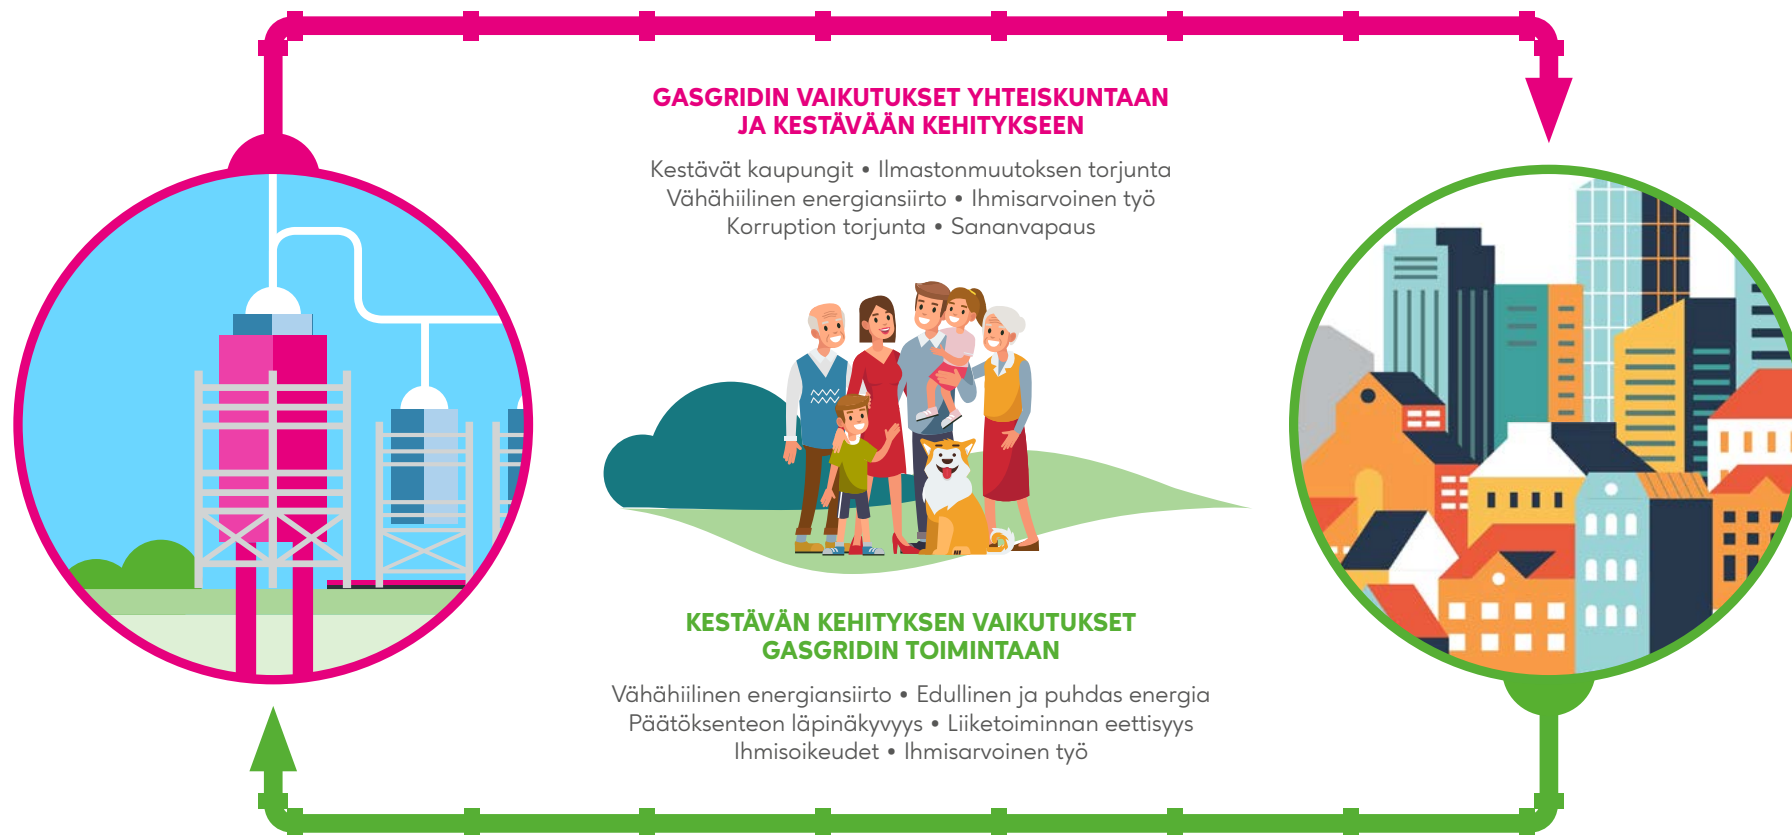 GASGRIDIN VAIKUTUKSET YHTEISKUNTAAN
JA KESTÄVÄÄN KEHITYKSEEN
Kestävät kaupungit • Ilmastonmuutoksen torjunta
Vähähiilinen energiansiirto • Ihmisarvoinen työ
Korruption torjunta • Sananvapaus
KESTÄVÄN KEHITYKSEN VAIKUTUKSET
GASGRIDIN TOIMINTAAN
Vähähiilinen energiansiirto • Edullinen ja puhdas energia
Päätöksenteon läpinäkyvyys • Liiketoiminnan eettisyys
Ihmisoikeudet • Ihmisarvoinen työ